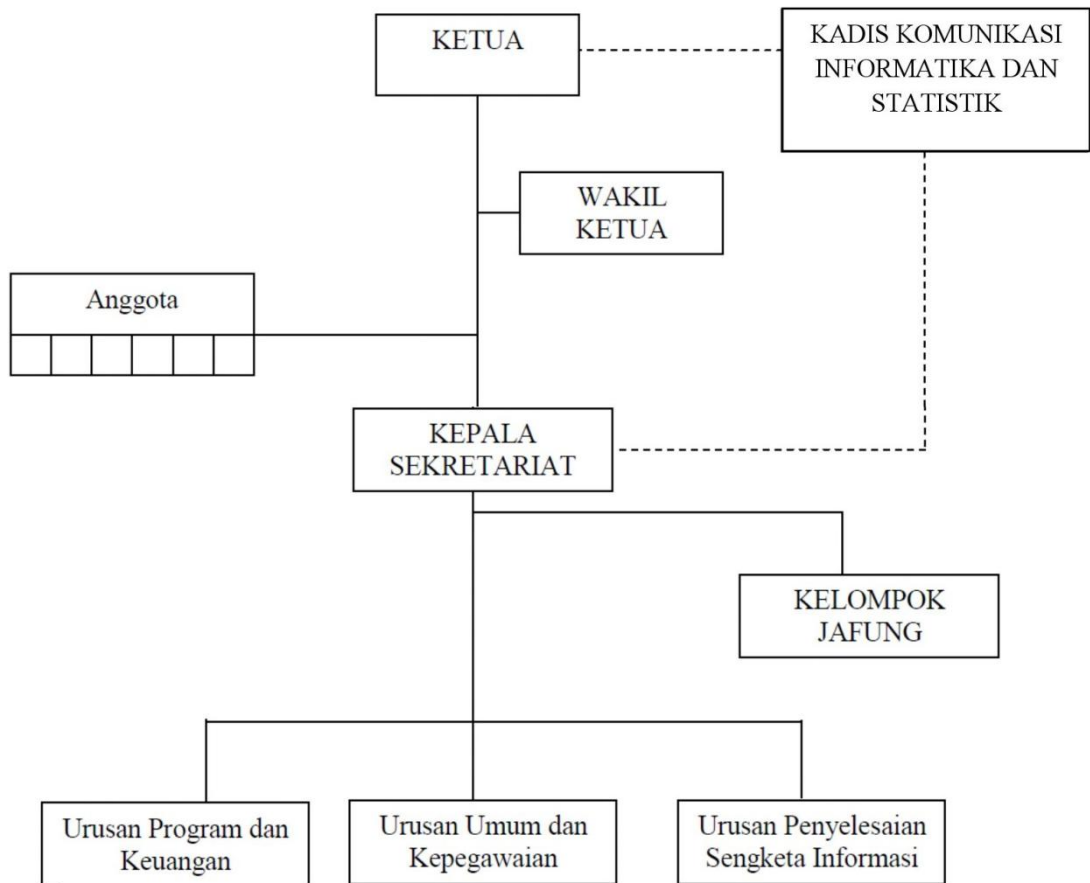 KETUA
KADIS KOMUNIKASI
INFORMATIKA DAN
STATISTIK
WAKIL
KETUA
Anggota
KEPALA
SEKRETARIAT
KELOMPOK
JAFUNG
Urusan Program dan
Keuangan
Urusan Umum dan
Kepegawaian
Urusan Penyelesaian
Sengketa Informasi